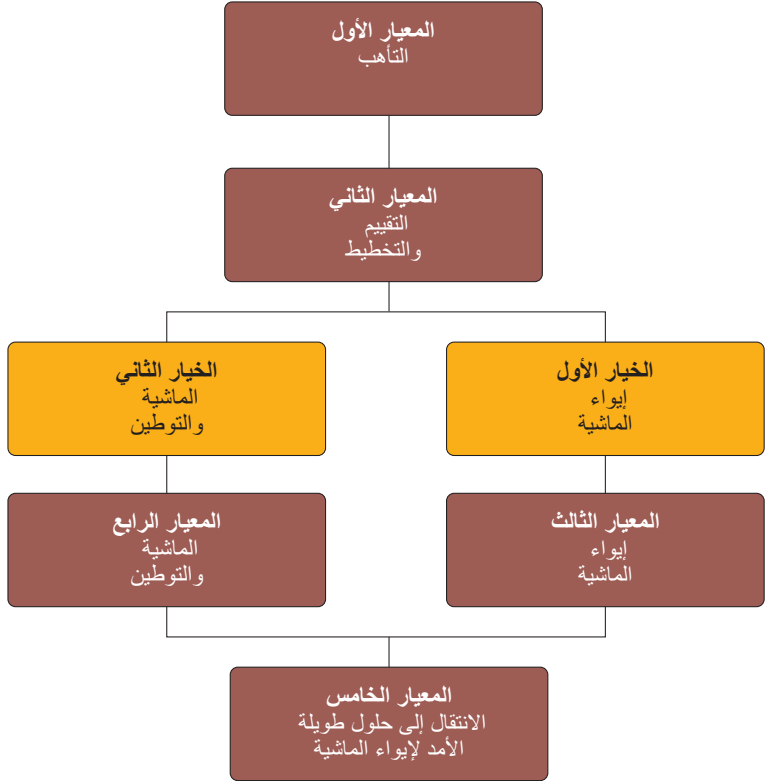 المعيار الأول
التأهب
المعيار الثاني
التقييم
والتخطيط
الخيار الأول
إيواء
الماشية
الخيار الثاني
الماشية
والتوطين
المعيار الثالث
إيواء
الماشية
المعيار الرابع
الماشية
والتوطين
المعيار الخامس
الانتقال إلى حلول طويلة
الأمد لإيواء الماشية